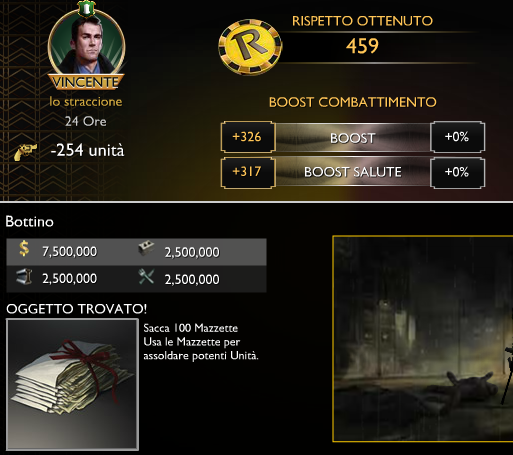 VINCENTE
lo straccione
24 Ore
-254 unità
RISPETTO OTTENUTO
R
459
BOOST COMBATTIMENTO
+326 BOOST +0%
+317 BOOST SALUTE +0%
Bottino
$ 7,500,000 2,500,000
2,500,000 2,500,000
OGGETTO TROVATO!
Sacca 100 Mazzette
Usa le Mazzette per
assoldare potenti Unità.